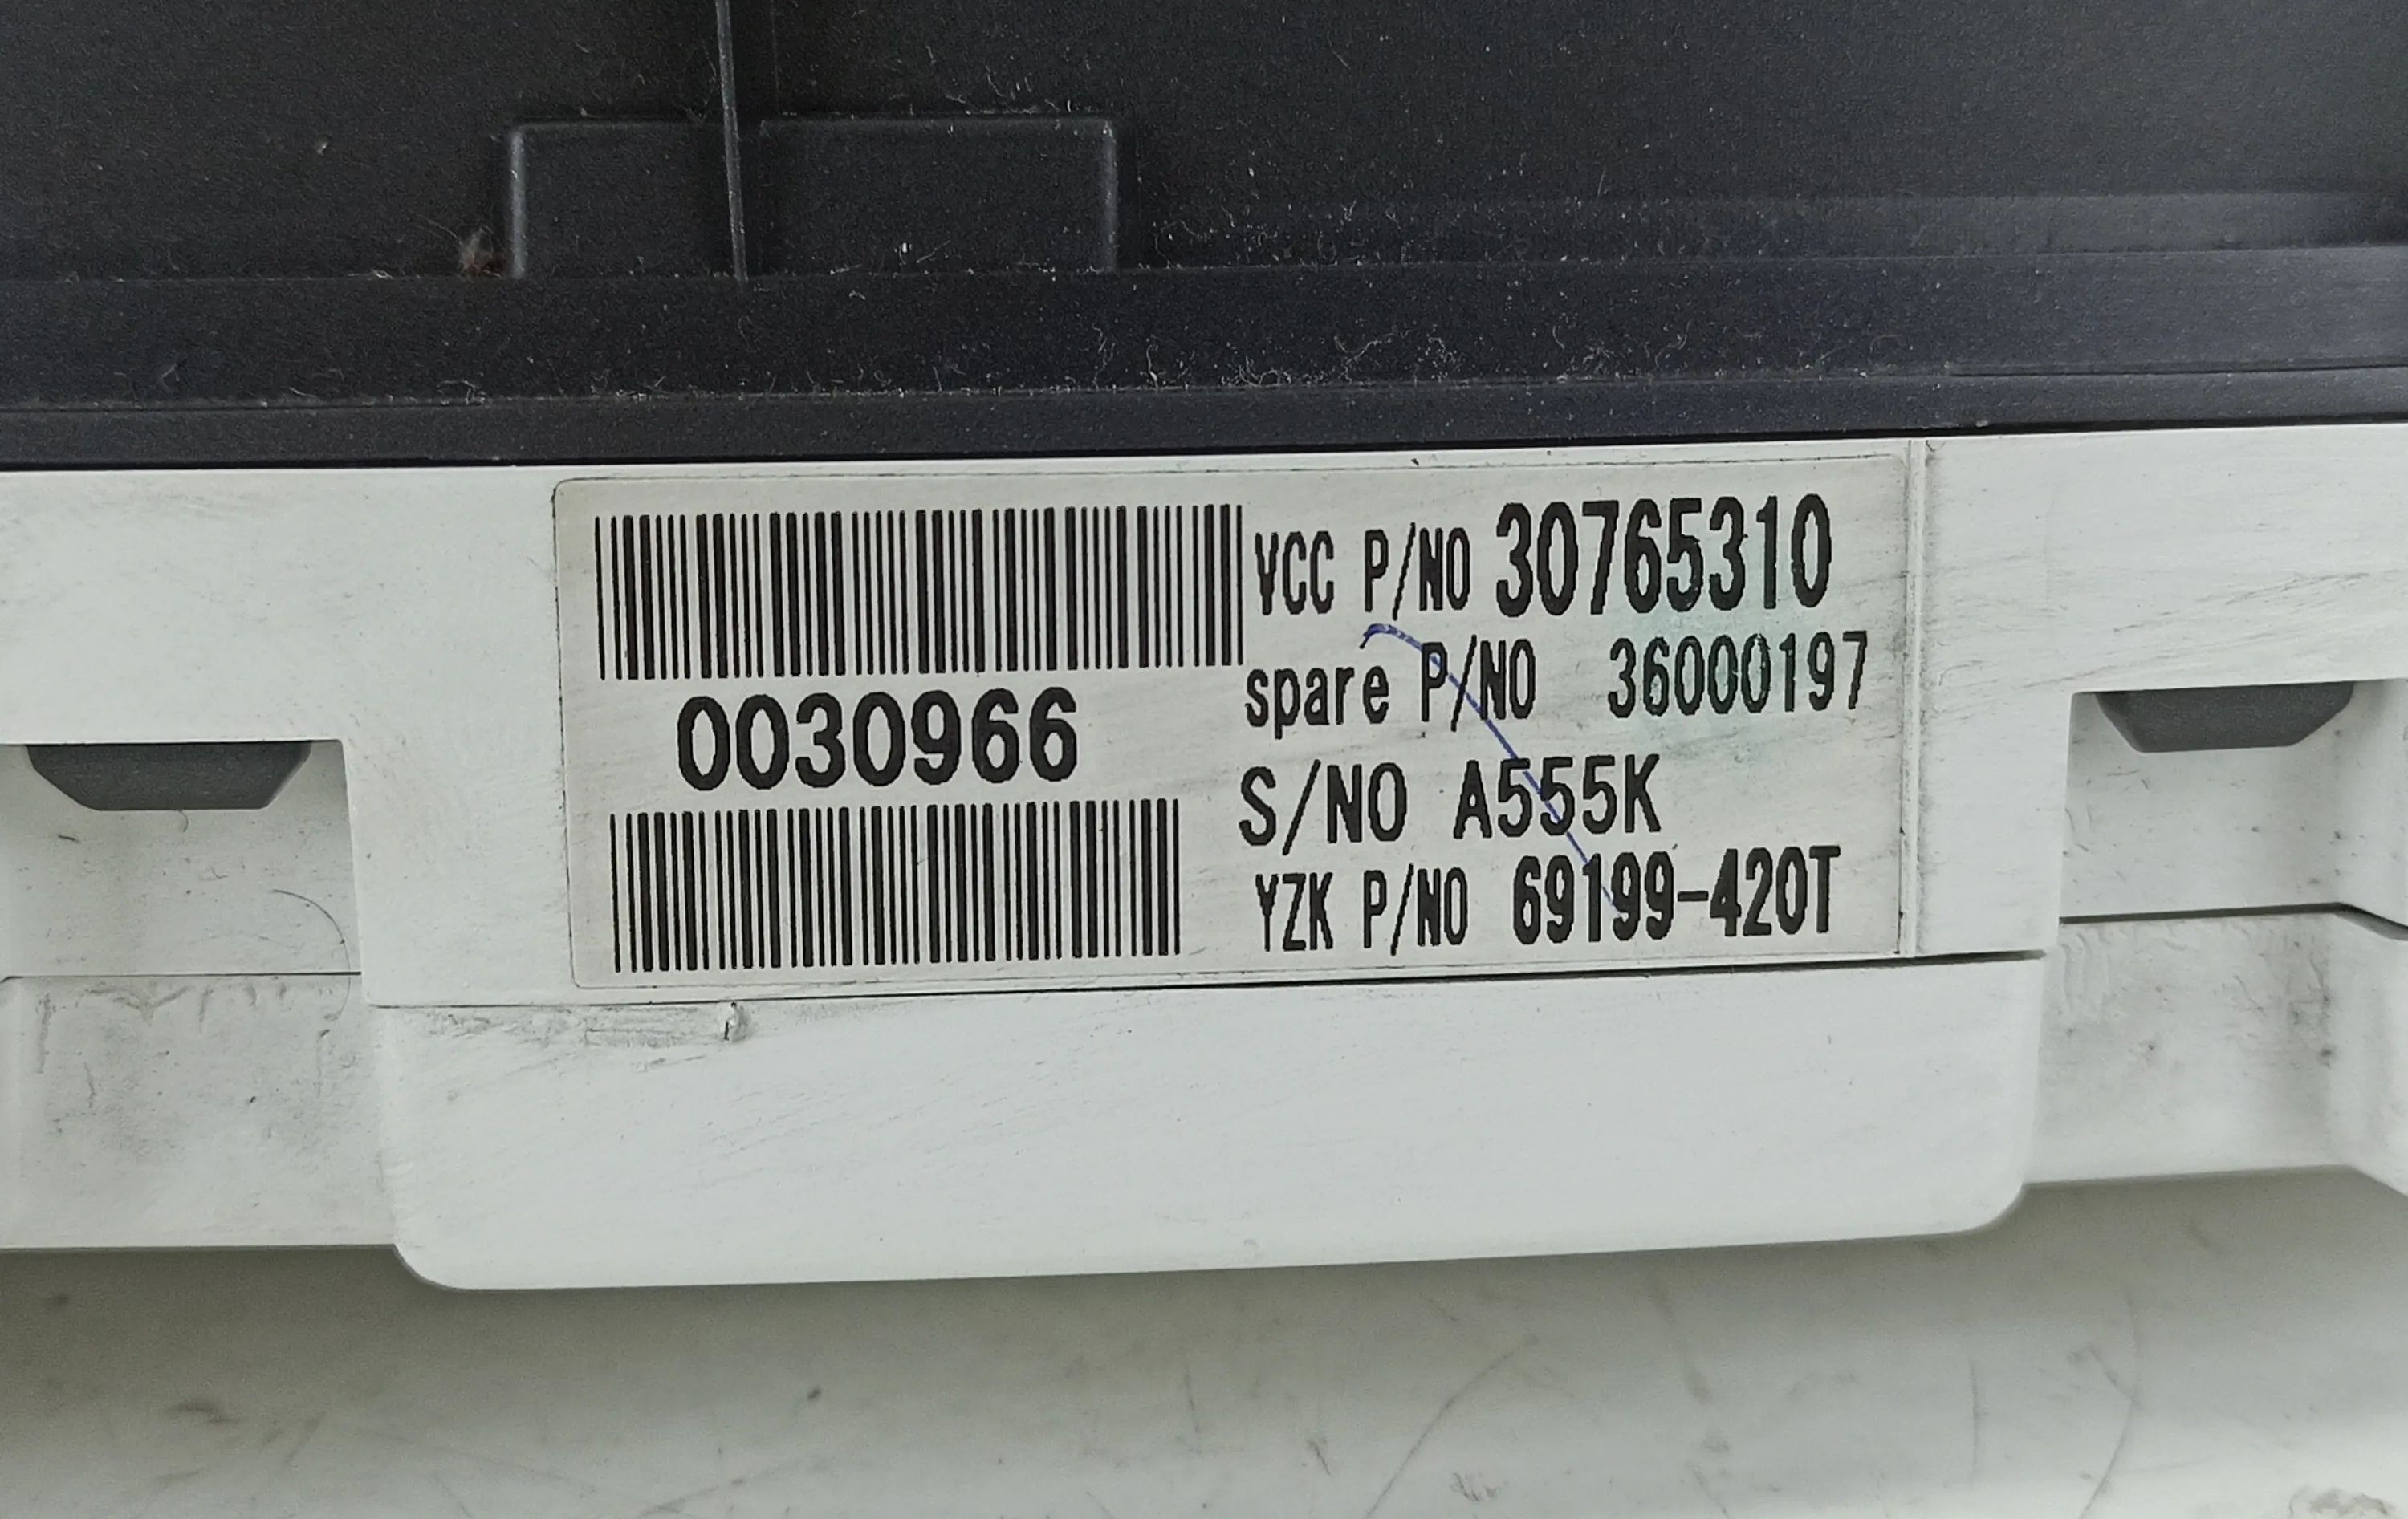 VCC P/NO 30765310
spare P/NO 36000197
0030966
S/NO A555K
YZK P/NO 69199-420T